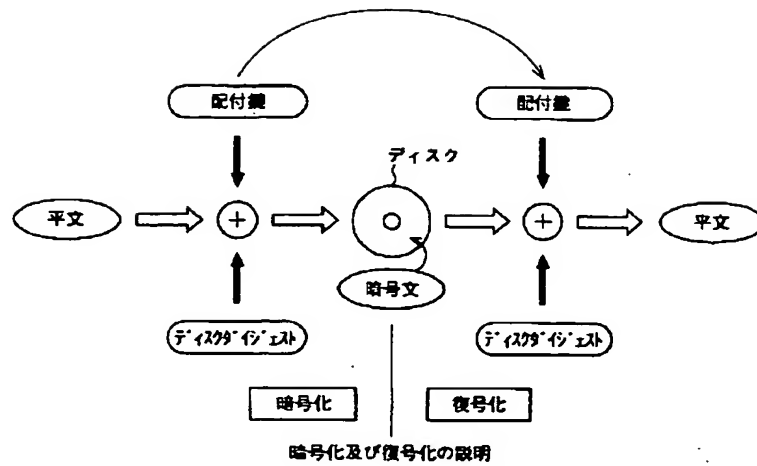 配付鍵
配付鍵
ディスク
平文
+
+
平文
暗号文
ディスクダイジェスト
ディスクダイジェスト
暗号化
復号化
暗号化及び復号化の説明